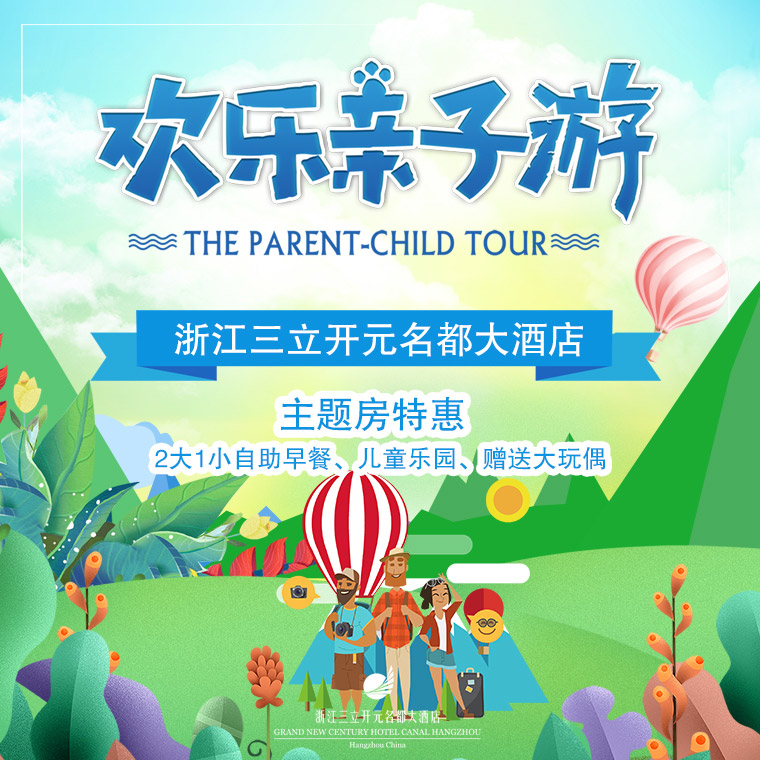 欢乐亲子游
THE PARENT-CHILD TOUR
浙江三立开元名都大酒店
主题房特惠
2大1小自助早餐、儿童乐园、赠送大玩偶
浙江三立开元名都大酒店
GRAND NEW CENTURY HOTEL CANAL HANGZHOU
Hangzhou China